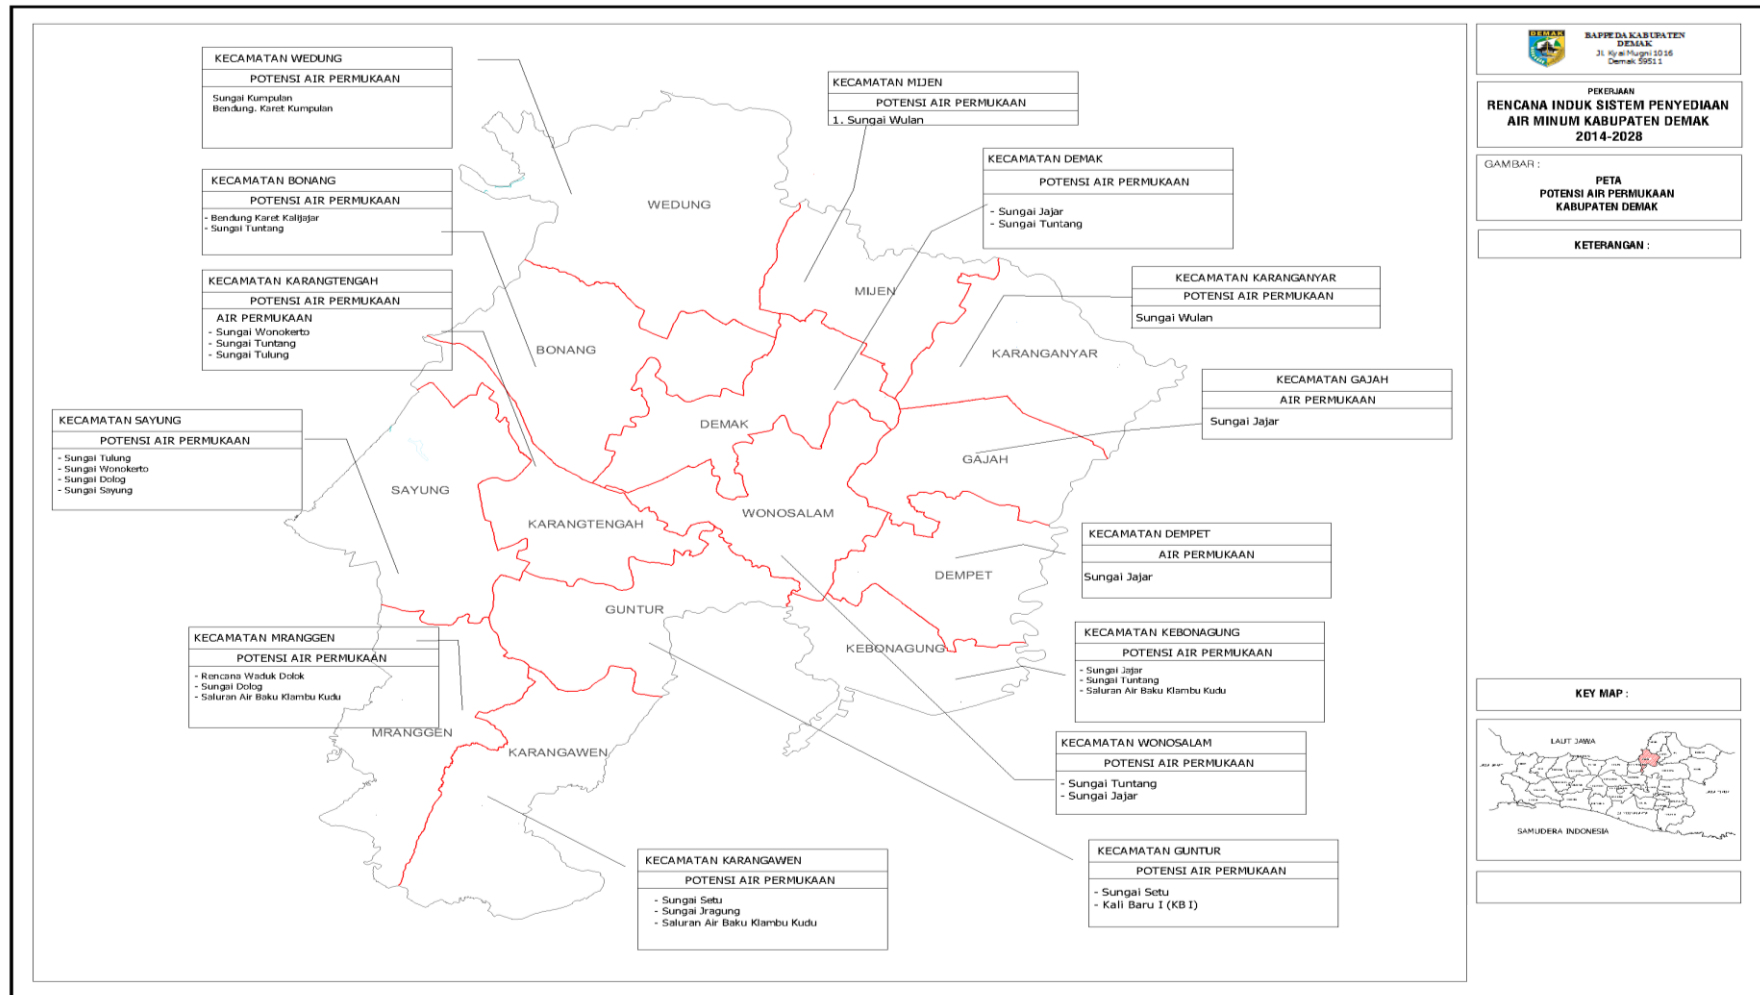 KECAMATAN WEDUNG
POTENSI AIR PERMUKAAN
Sungai Kumpulan
Bendung. Karet Kumpulan
KECAMATAN BONANG
POTENSI AIR PERMUKAAN
- Bendung Karet Kalijajar
- Sungai Tuntang
KECAMATAN KARANGTENGAH
POTENSI AIR PERMUKAAN
AIR PERMUKAAN
- Sungai Wonokerto
- Sungai Tuntang
- Sungai Tulung
KECAMATAN SAYUNG
POTENSI AIR PERMUKAAN
- Sungai Tulung
- Sungai Wonokerto
- Sungai Dolog
- Sungai Sayung
KECAMATAN MRANGGEN
POTENSI AIR PERMUKAAN
- Rencana Waduk Dolok
- Sungai Dolog
- Saluran Air Baku Klambu Kudu
KECAMATAN MIJEN
POTENSI AIR PERMUKAAN
1. Sungai Wulan
KECAMATAN DEMAK
POTENSI AIR PERMUKAAN
- Sungai Jajar
- Sungai Tuntang
KECAMATAN KARANGANYAR
POTENSI AIR PERMUKAAN
Sungai Wulan
KECAMATAN GAJAH
AIR PERMUKAAN
Sungai Jajar
KECAMATAN DEMPET
AIR PERMUKAAN
Sungai Jajar
KECAMATAN KEBONAGUNG
POTENSI AIR PERMUKAAN
- Sungai Jajar
- Sungai Tuntang
- Saluran Air Baku Klambu Kudu
KECAMATAN WONOSALAM
POTENSI AIR PERMUKAAN
- Sungai Tuntang
- Sungai Jajar
KECAMATAN GUNTUR
POTENSI AIR PERMUKAAN
- Sungai Setu
- Kali Baru I (KB I)
KECAMATAN KARANGAWEN
POTENSI AIR PERMUKAAN
- Sungai Setu
- Sungai Jragung
- Saluran Air Baku Klambu Kudu
WEDUNG
MIJEN
BONANG
KARANGANYAR
DEMAK
GAJAH
SAYUNG
WONOSALAM
KARANGTENGAH
DEMPET
GUNTUR
KEBONAGUNG
MRANGGEN
KARANGAWEN
DEMAK
BAPPEDA KABUPATEN
DEMAK
Jl. Kyai Mugni 1016
Demak 59511
PEKERJAAN
RENCANA INDUK SISTEM PENYEDIAAN
AIR MINUM KABUPATEN DEMAK
2014-2028
GAMBAR :
PETA
POTENSI AIR PERMUKAAN
KABUPATEN DEMAK
KETERANGAN :
KEY MAP :
LAUT JAWA
SAMUDERA INDONESIA